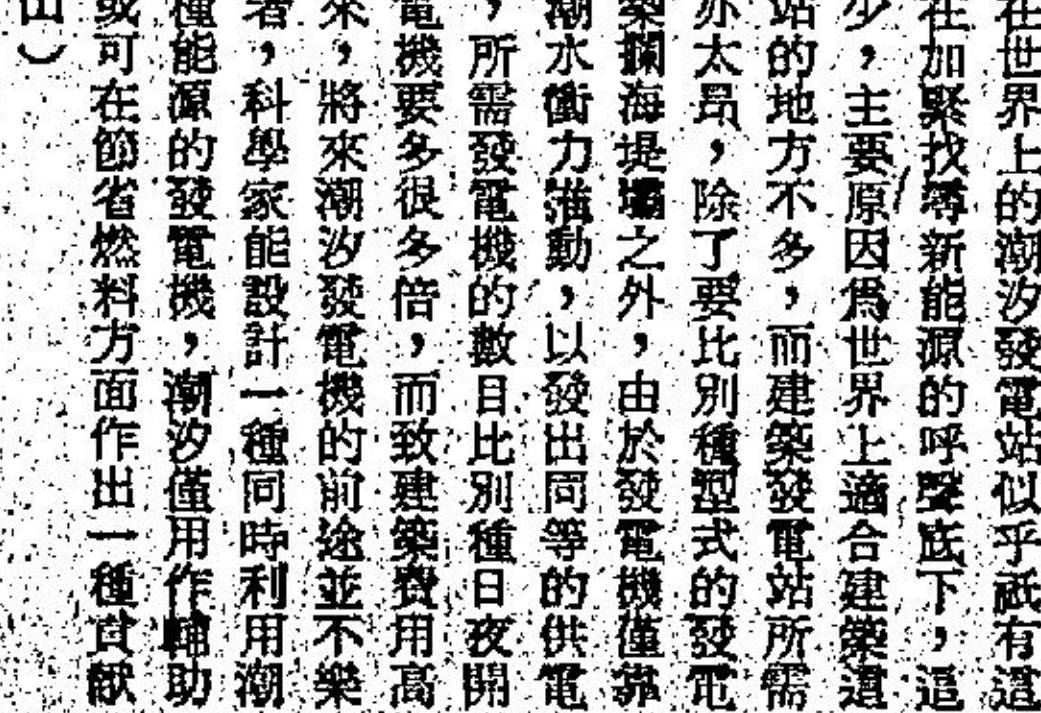 在世界上的潮汐發電站似乎祇有這
在加緊找尋新能源的呼聲底下，這
少，主要原因爲世界上適合建築這
站的地方不多，而建築發電站所需
亦太昂，除了要比別種型式的發電
築攔海堤壩之外，由於發電機僅靠
潮水衝力推動，以發出同等的供電
，所需發電機的數目比別種日夜開
電機要多很多倍，而致建築費用高
來，將來潮汐發電機的前途並不樂
者，科學家能設計一種同時利用潮
種能源的發電機，潮汐僅用作輔助
或可在節省燃料方面作出一種貢獻
）